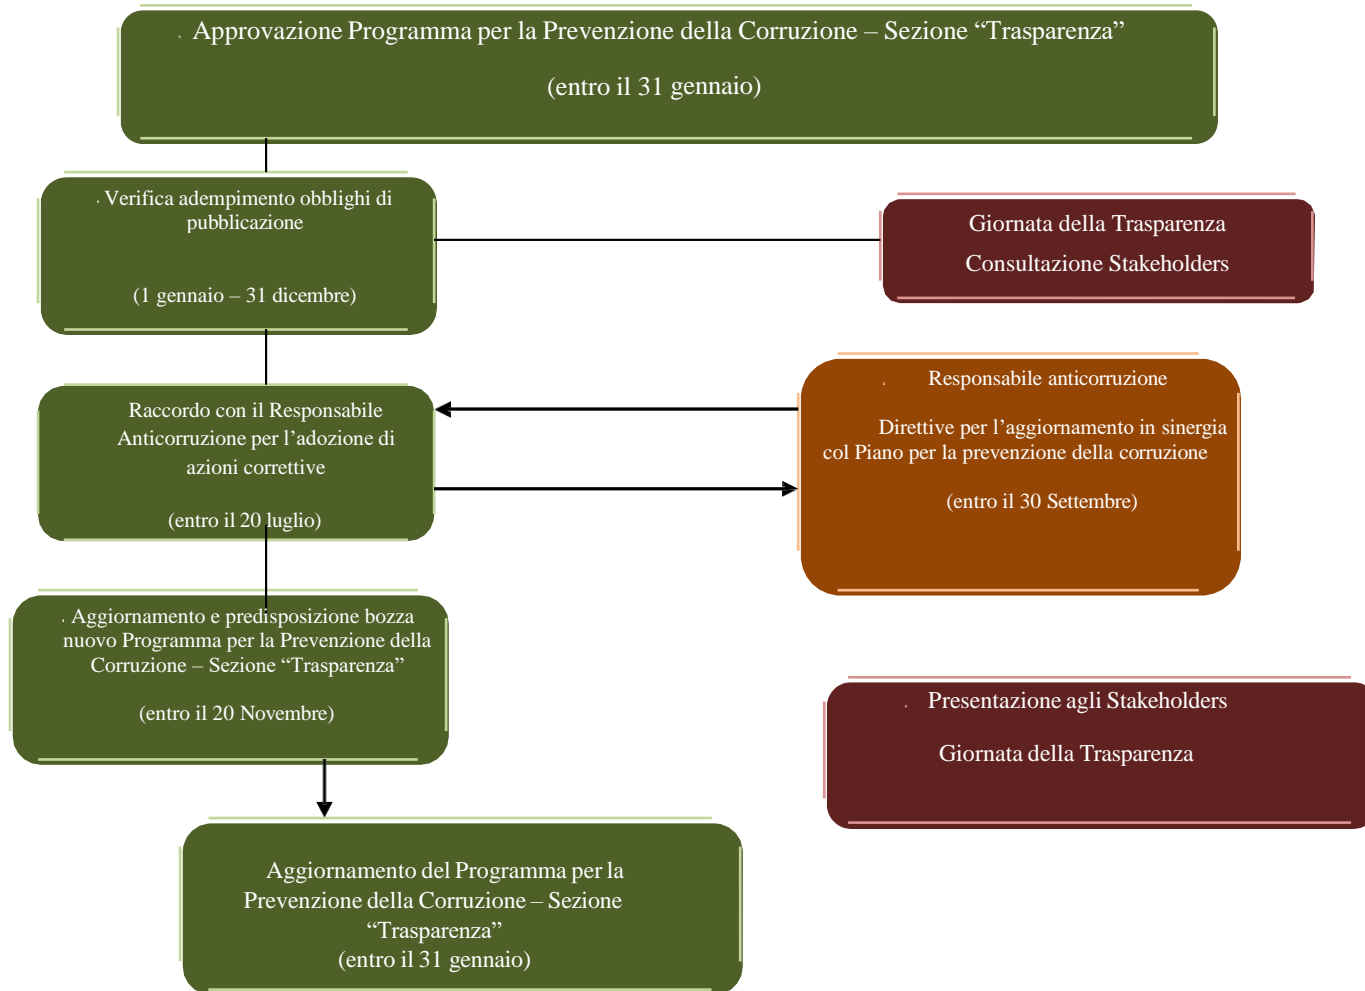 Approvazione Programma per la Prevenzione della Corruzione – Sezione “Trasparenza”
(entro il 31 gennaio)
Verifica adempimento obblighi di
pubblicazione
(1 gennaio – 31 dicembre)
Giornata della Trasparenza
Consultazione Stakeholders
Raccordo con il Responsabile
Anticorruzione per l’adozione di
azioni correttive
(entro il 20 luglio)
Responsabile anticorruzione
Direttive per l’aggiornamento in sinergia
col Piano per la prevenzione della corruzione
(entro il 30 Settembre)
Aggiornamento e predisposizione bozza
nuovo Programma per la Prevenzione della
Corruzione – Sezione “Trasparenza”
(entro il 20 Novembre)
Presentazione agli Stakeholders
Giornata della Trasparenza
Aggiornamento del Programma per la
Prevenzione della Corruzione – Sezione
“Trasparenza”
(entro il 31 gennaio)